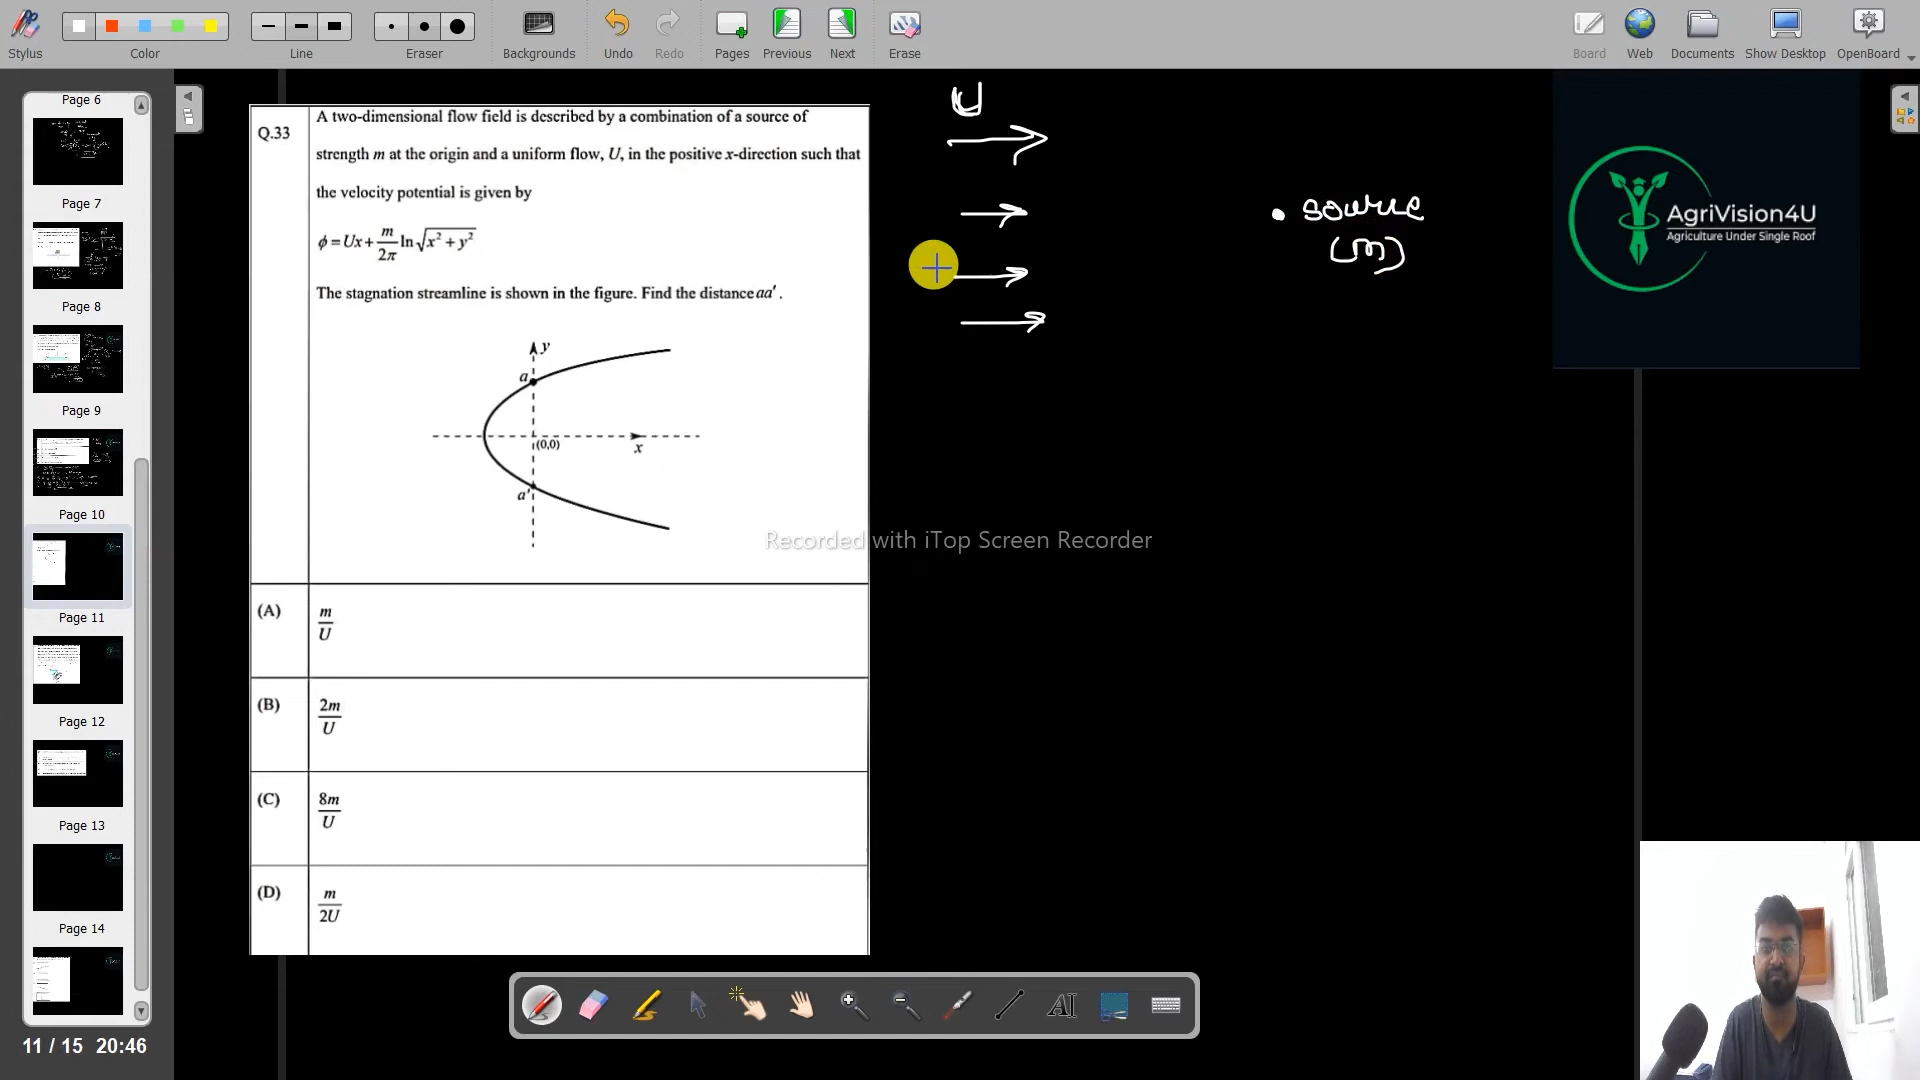 Stylus
Color
Line
Eraser
Backgrounds
Undo
Redo
Pages
Previous
Next
Erase
Board
Web
Documents
Show Desktop
OpenBoard
Page 6
Page 7
Page 8
Page 9
Page 10
Page 11
Page 12
Page 13
Page 14
11 / 15 20:46
Q.33
A two-dimensional flow field is described by a combination of a source of
strength m at the origin and a uniform flow, U, in the positive x-direction such that
the velocity potential is given by
ϕ = Ux + m/2π ln √(x² + y²)
The stagnation streamline is shown in the figure. Find the distance aa′ .
y
a
(0,0)
x
a′
(A) m/U
(B) 2m/U
(C) 8m/U
(D) m/2U
U
source
(m)
AgriVision4U
Agriculture Under Single Roof
Recorded with iTop Screen Recorder
AI